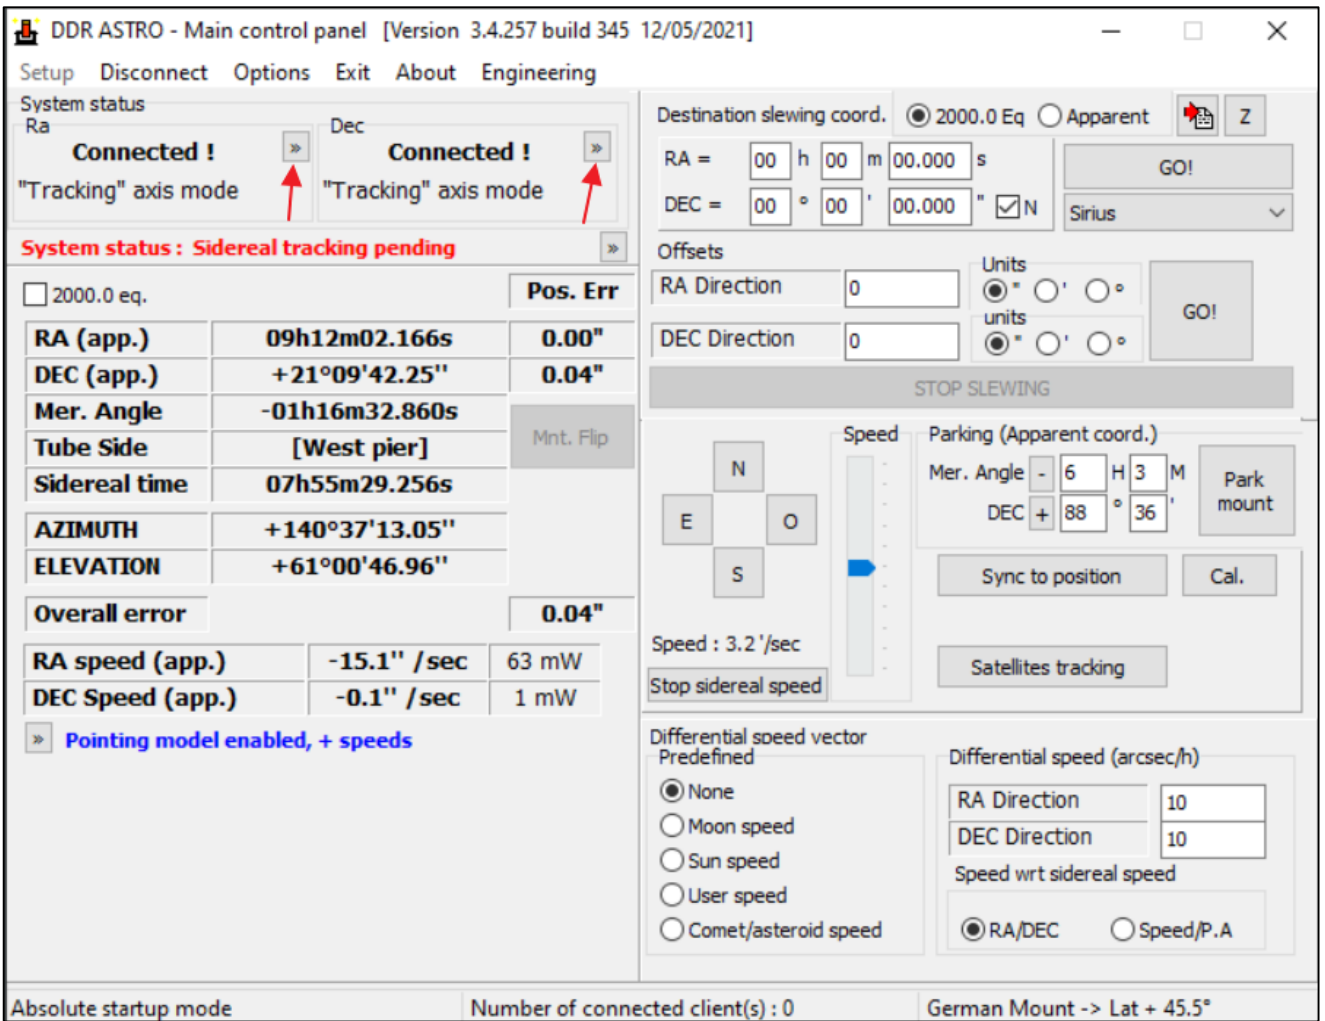 DDR ASTRO - Main control panel [Version 3.4.257 build 345 12/05/2021]
Setup Disconnect Options Exit About Engineering
System status
Ra
Connected !
»
"Tracking" axis mode
Dec
Connected !
»
"Tracking" axis mode
System status : Sidereal tracking pending »
2000.0 eq. Pos. Err
RA (app.) 09h12m02.166s 0.00"
DEC (app.) +21°09'42.25'' 0.04"
Mer. Angle -01h16m32.860s
Tube Side [West pier]
Mnt. Flip
Sidereal time 07h55m29.256s
AZIMUTH +140°37'13.05''
ELEVATION +61°00'46.96''
Overall error 0.04"
RA speed (app.) -15.1'' /sec 63 mW
DEC Speed (app.) -0.1'' /sec 1 mW
» Pointing model enabled, + speeds
Destination slewing coord. 2000.0 Eq Apparent Z
RA = 00 h 00 m 00.000 s
DEC = 00 ° 00 ' 00.000 " N
GO!
Sirius
Offsets
RA Direction 0
Units
" ' °
DEC Direction 0
units
" ' °
GO!
STOP SLEWING
N
E O
S
Speed
Speed : 3.2 '/sec
Stop sidereal speed
Parking (Apparent coord.)
Mer. Angle - 6 H 3 M
DEC + 88 ° 36 '
Park
mount
Sync to position Cal.
Satellites tracking
Differential speed vector
Predefined
None
Moon speed
Sun speed
User speed
Comet/asteroid speed
Differential speed (arcsec/h)
RA Direction 10
DEC Direction 10
Speed wrt sidereal speed
RA/DEC Speed/P.A
Absolute startup mode Number of connected client(s) : 0 German Mount -> Lat + 45.5°